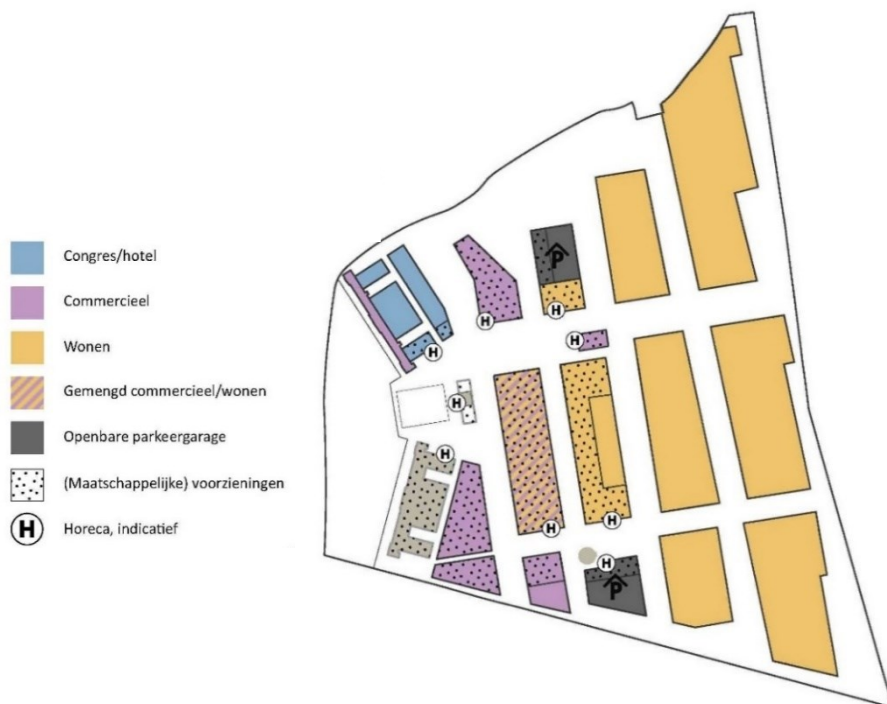 Congres/hotel
Commercieel
Wonen
Gemengd commercieel/wonen
Openbare parkeergarage
(Maatschappelijke) voorzieningen
H Horeca, indicatief
P
H
H
H
H
H
H
H
H
H
P